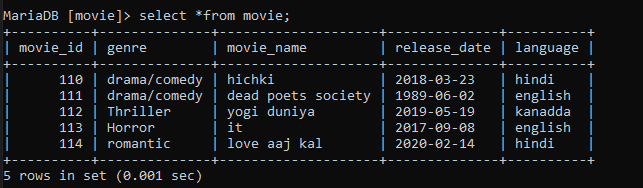 MariaDB [movie]> select *from movie;
+----------+--------------+--------------------+--------------+----------+
| movie_id | genre        | movie_name         | release_date | language |
+----------+--------------+--------------------+--------------+----------+
|      110 | drama/comedy | hichki             | 2018-03-23   | hindi    |
|      111 | drama/comedy | dead poets society | 1989-06-02   | english  |
|      112 | Thriller     | yogi duniya        | 2019-05-19   | kanadda  |
|      113 | Horror       | it                 | 2017-09-08   | english  |
|      114 | romantic     | love aaj kal       | 2020-02-14   | hindi    |
+----------+--------------+--------------------+--------------+----------+
5 rows in set (0.001 sec)